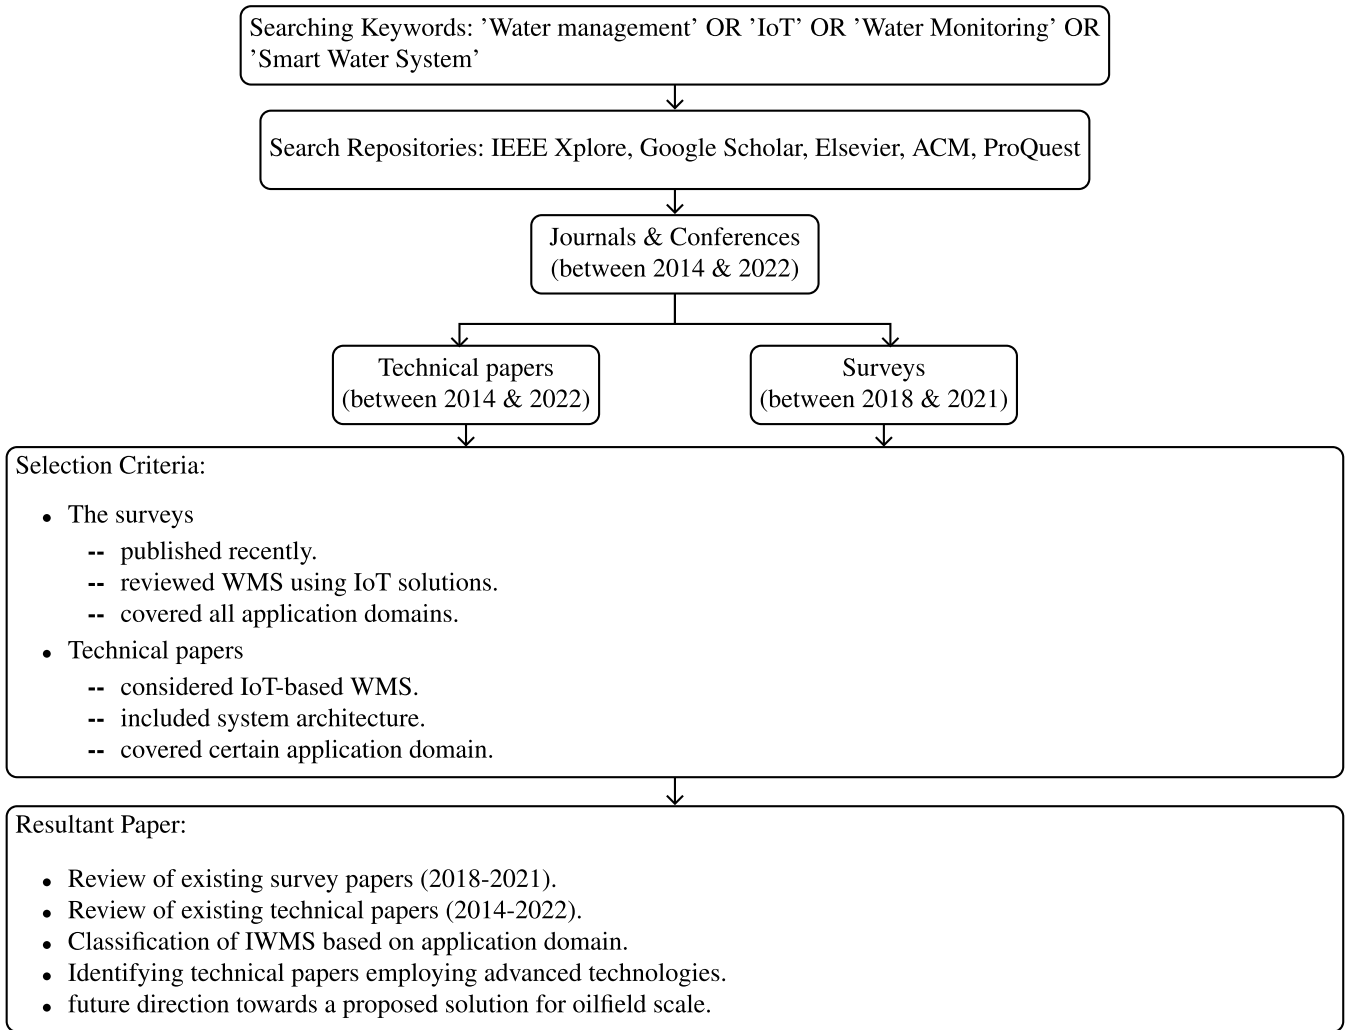 Searching Keywords: ’Water management’ OR ’IoT’ OR ’Water Monitoring’ OR
’Smart Water System’
Search Repositories: IEEE Xplore, Google Scholar, Elsevier, ACM, ProQuest
Journals & Conferences
(between 2014 & 2022)
Technical papers
(between 2014 & 2022)
Surveys
(between 2018 & 2021)
Selection Criteria:
• The surveys
-- published recently.
-- reviewed WMS using IoT solutions.
-- covered all application domains.
• Technical papers
-- considered IoT-based WMS.
-- included system architecture.
-- covered certain application domain.
Resultant Paper:
• Review of existing survey papers (2018-2021).
• Review of existing technical papers (2014-2022).
• Classification of IWMS based on application domain.
• Identifying technical papers employing advanced technologies.
• future direction towards a proposed solution for oilfield scale.